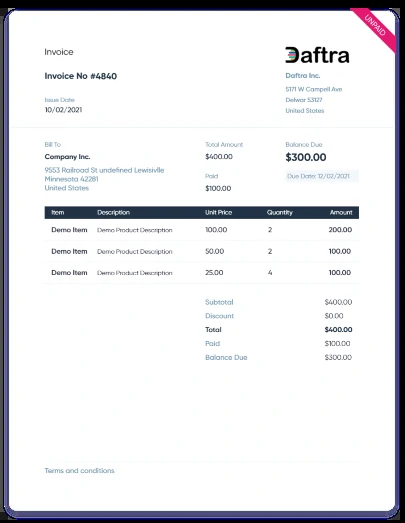 UNPAID
Invoice
Daftra
Invoice No #4840
Daftra Inc.
5171 W Campell Ave
Delwar 53127
United States
Issue Date
10/02/2021
Bill To
Company Inc.
9553 Railroad St undefined Lewisivlle
Minnesota 42281
United States
Total Amount
$400.00
Paid
$100.00
Balance Due
$300.00
Due Date: 12/02/2021
Item Description Unit Price Quantity Amount
Demo Item Demo Product Description 100.00 2 200.00
Demo Item Demo Product Description 50.00 2 100.00
Demo Item Demo Product Description 25.00 4 100.00
Subtotal $400.00
Discount $0.00
Total $400.00
Paid $100.00
Balance Due $300.00
Terms and conditions